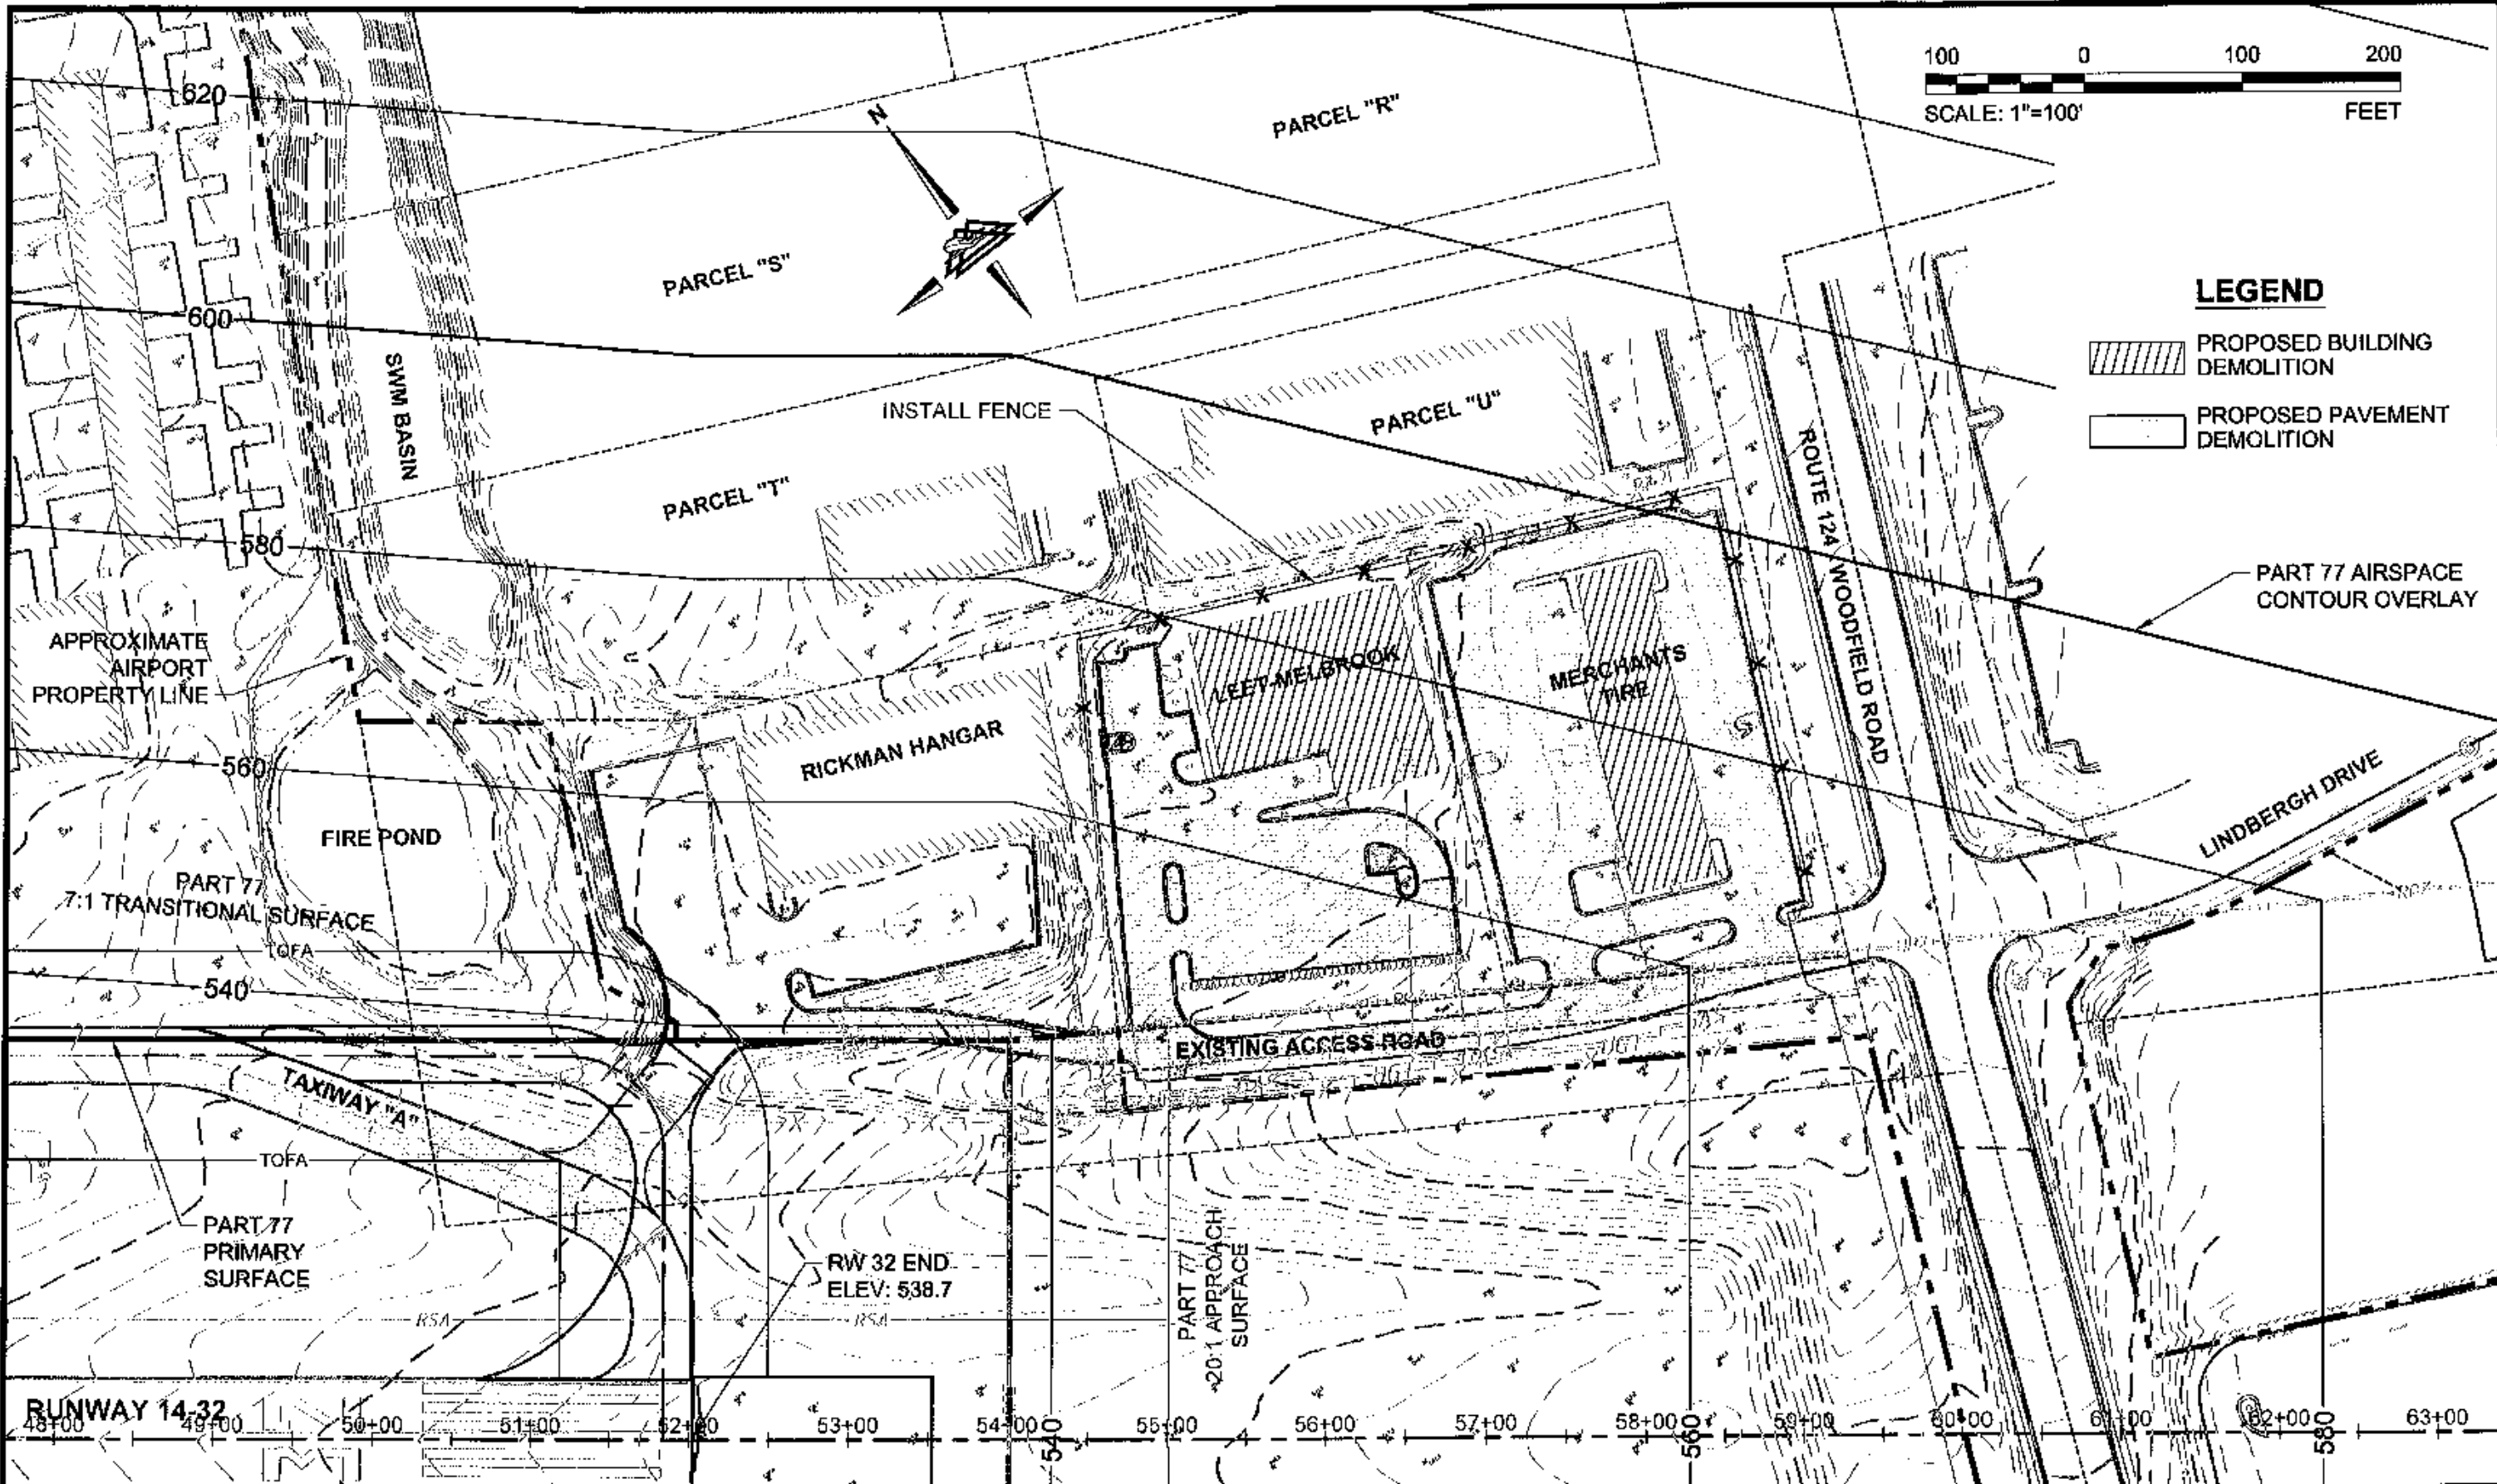 100 0 100 200
SCALE: 1"=100'
FEET
620
N
PARCEL "R"
PARCEL "S"
LEGEND
PROPOSED BUILDING
DEMOLITION
PROPOSED PAVEMENT
DEMOLITION
600
SWM BASIN
INSTALL FENCE
PARCEL "U"
PARCEL "T"
ROUTE 124 WOODFIELD ROAD
580
PART 77 AIRSPACE
CONTOUR OVERLAY
APPROXIMATE
AIRPORT
PROPERTY LINE
LEET-MELBROOK
MERCHANTS
TIRE
RICKMAN HANGAR
560
LINDBERGH DRIVE
FIRE POND
PART 77
7:1 TRANSITIONAL SURFACE
TOFA
540
EXISTING ACCESS ROAD
UGT
TAXIWAY "A"
TOFA
PART 77
PRIMARY
SURFACE
RW 32 END
ELEV: 538.7
PART 77
20:1 APPROACH
SURFACE
RSA
RSA
RUNWAY 14-32
48+00 49+00 50+00 51+00 52+00 53+00 54+00 55+00 56+00 57+00 58+00 59+00 60+00 61+00 62+00 63+00
540
560
580